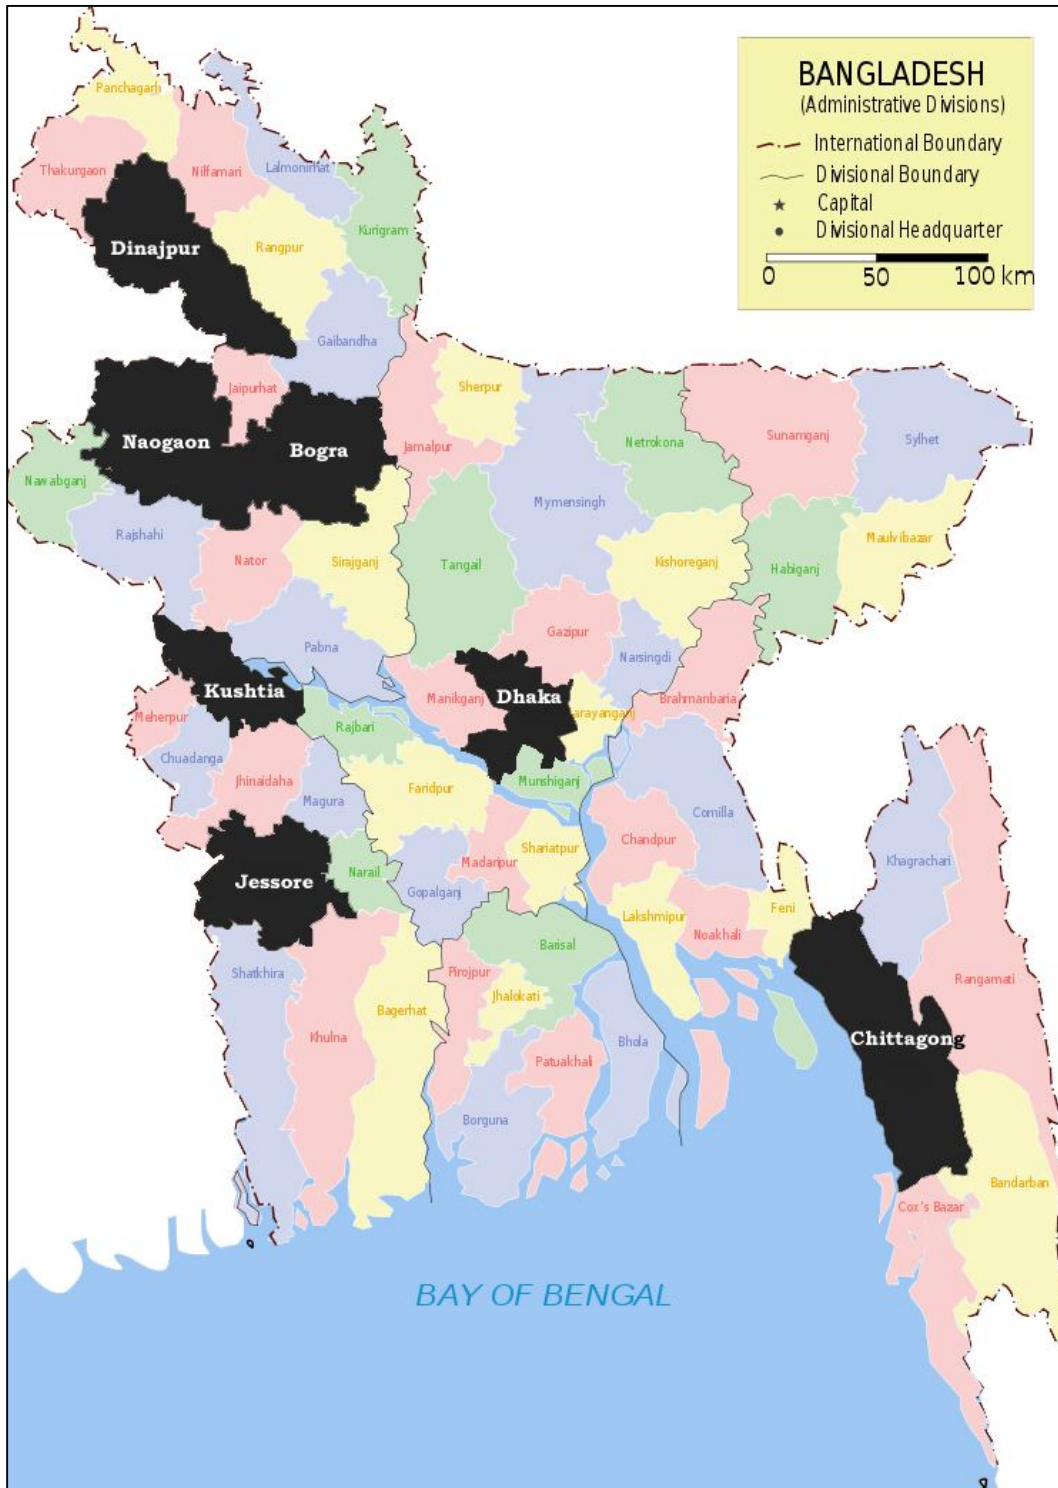 BANGLADESH
(Administrative Divisions)
International Boundary
Divisional Boundary
Capital
Divisional Headquarter
0 50 100 km
Panchagarh
Thakurgaon
Nilfamari
Lalmonirhat
Dinajpur
Rangpur
Kurigram
Gaibandha
Jaipurhat
Sherpur
Naogaon
Bogra
Jamalpur
Netrokona
Sunamganj
Sylhet
Nawabganj
Mymensingh
Rajshahi
Nator
Sirajganj
Tangail
Kishoreganj
Habiganj
Maulvibazar
Pabna
Gazipur
Narsingdi
Kushtia
Manikganj
Dhaka
Brahmanbaria
Meherpur
Rajbari
arayanganj
Chuadanga
Jhinaidaha
Magura
Faridpur
Munshiganj
Comilla
Chandpur
Shariatpur
Madaripur
Khagrachari
Jessore
Narail
Gopalganj
Lakshmipur
Feni
Noakhali
Barisal
Shatkhira
Pirojpur
Rangamati
Jhalokati
Bagerhat
Khulna
Bhola
Chittagong
Patuakhali
Borguna
Bandarban
Cox's Bazar
BAY OF BENGAL